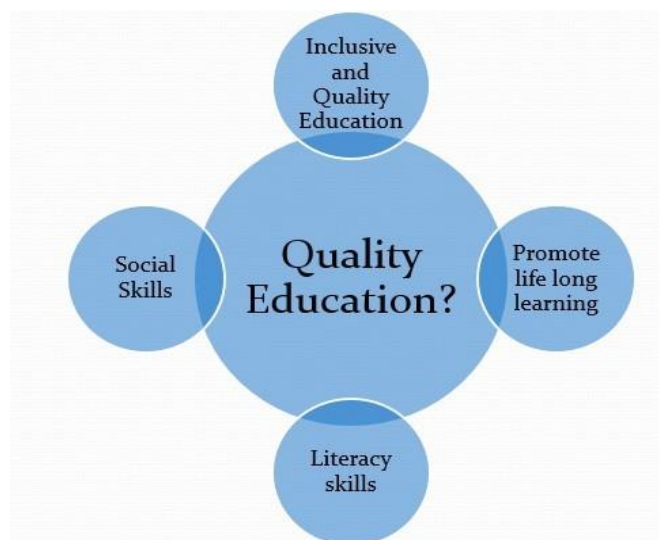 Inclusive
and
Quality
Education
Social
Skills
Quality
Education?
Promote
life long
learning
Literacy
skills